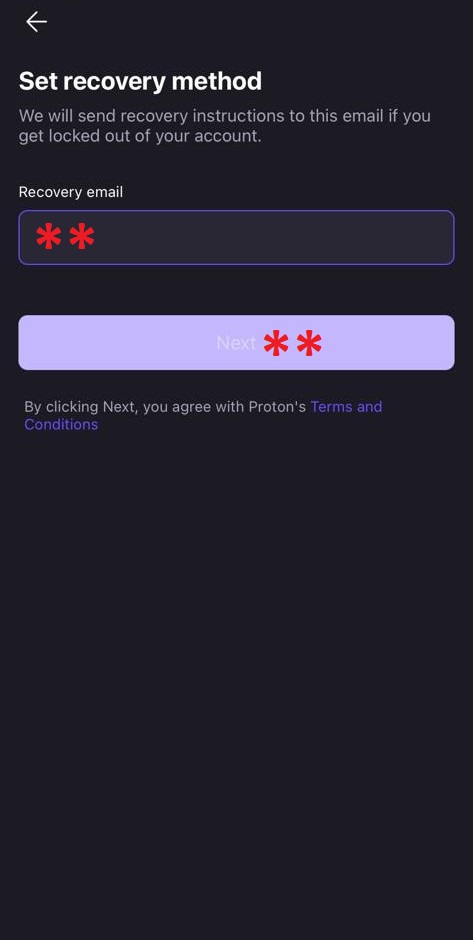 Set recovery method
We will send recovery instructions to this email if you
get locked out of your account.
Recovery email
**
Next **
By clicking Next, you agree with Proton's Terms and
Conditions